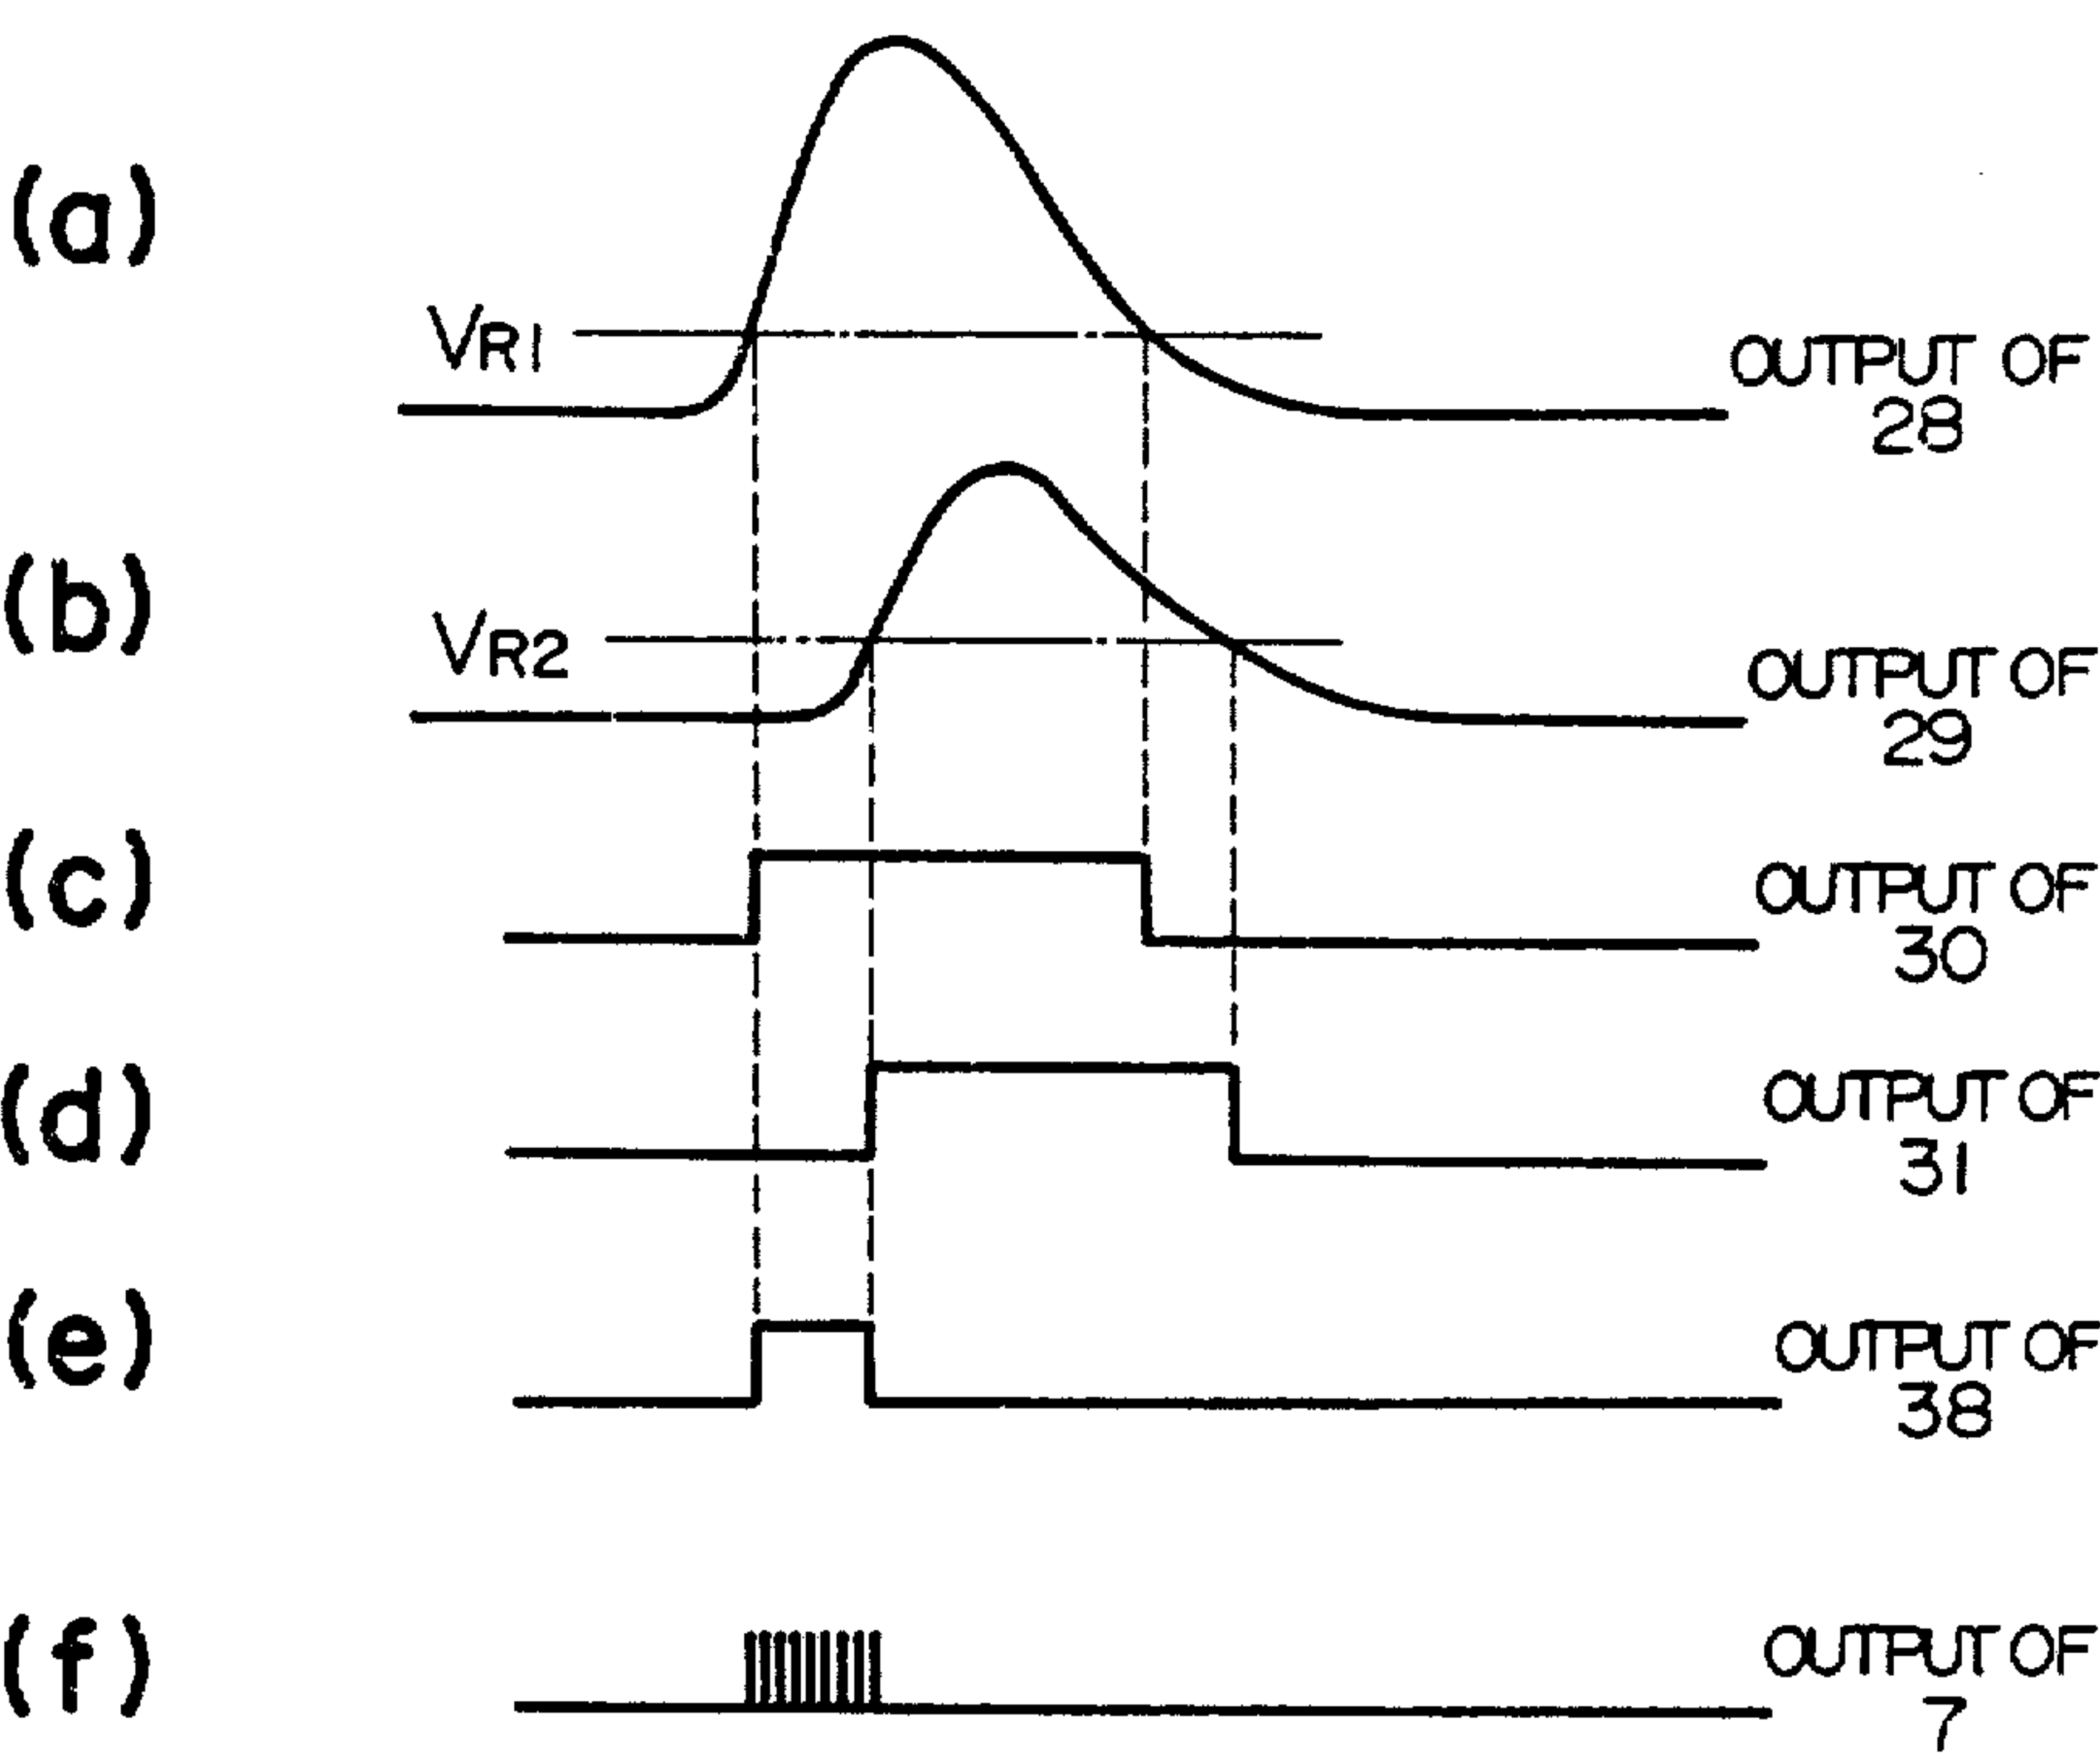 (a)
VR1
OUTPUT OF
28
(b)
VR2
OUTPUT OF
29
(c)
OUTPUT OF
30
(d)
OUTPUT OF
31
(e)
OUTPUT OF
38
(f)
OUTPUT OF
7